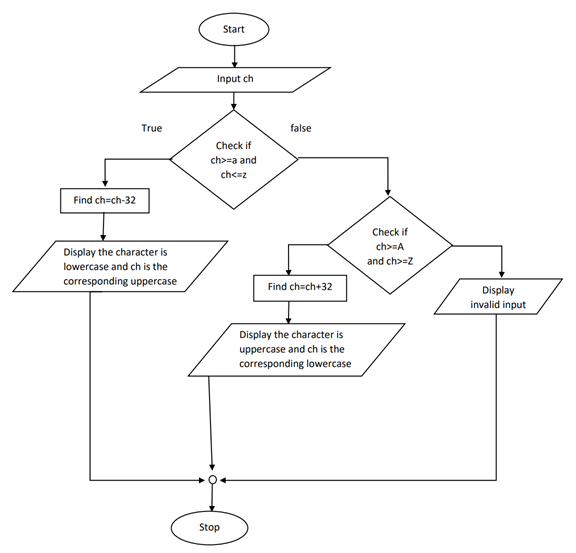 Start
Input ch
True
false
Check if
ch>=a and
ch<=z
Find ch=ch-32
Display the character is
lowercase and ch is the
corresponding uppercase
Check if
ch>=A
and ch>=Z
Find ch=ch+32
Display the character is
uppercase and ch is the
corresponding lowercase
Display
invalid input
Stop